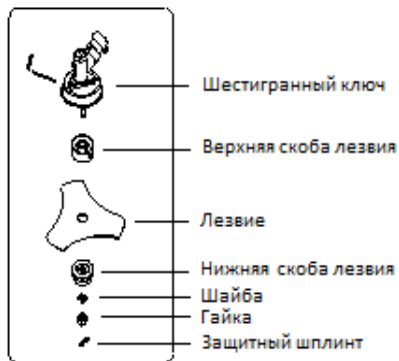 Шестигранный ключ
Верхняя скоба лезвия
Лезвие
Нижняя скоба лезвия
Шайба
Гайка
Защитный шплинт